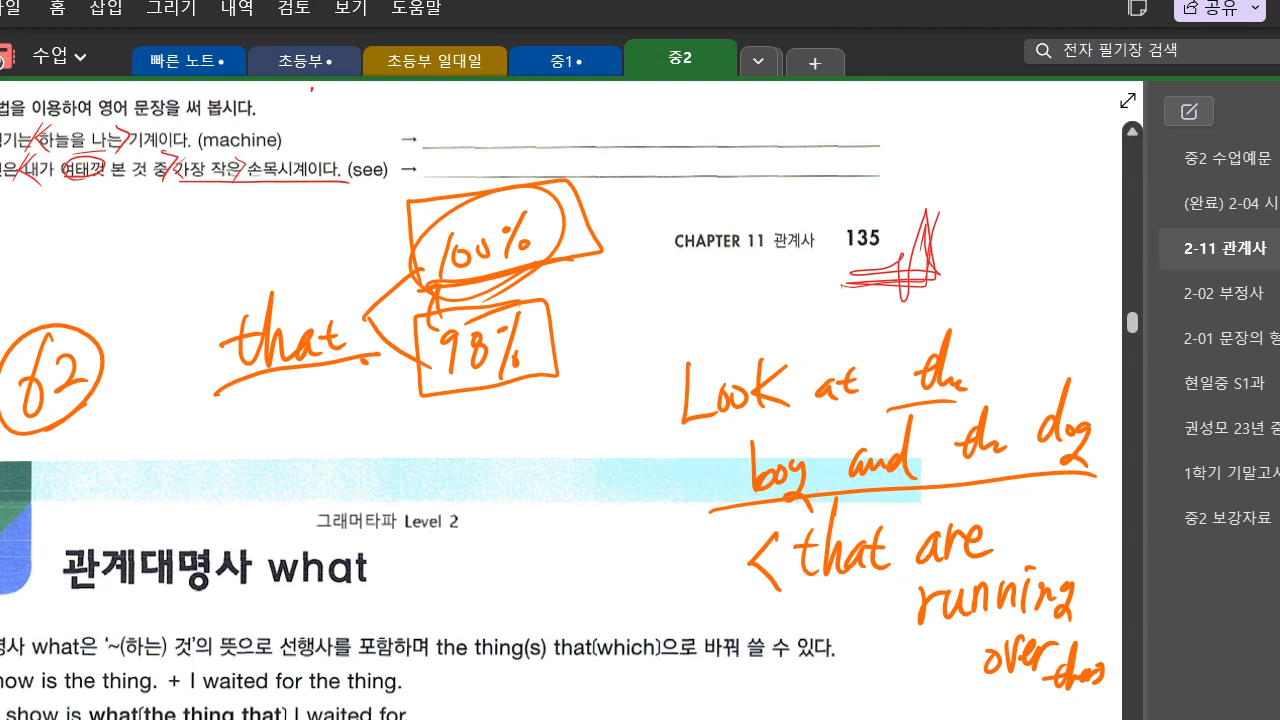 파일 홈 삽입 그리기 내역 검토 보기 도움말 공유
수업 빠른 노트 초등부 초등부 일대일 중1 중2 전자 필기장 검색
법을 이용하여 영어 문장을 써 봅시다.
기는 하늘을 나는 기계이다. (machine) →
은 내가 여태껏 본 것 중 가장 작은 손목시계이다. (see) →
CHAPTER 11 관계사 135
100%
that
98%
62
Look at the
boy and the dog
< that are
running
over
그래머타파 Level 2
관계대명사 what
명사 what은 '~(하는) 것'의 뜻으로 선행사를 포함하며 the thing(s) that(which)으로 바꿔 쓸 수 있다.
how is the thing. + I waited for the thing.
show is what(the thing that) I waited for.
중2 수업예문
(완료) 2-04 시
2-11 관계사
2-02 부정사
2-01 문장의 형
현일중 S1과
권성모 23년 중
1학기 기말고사
중2 보강자료